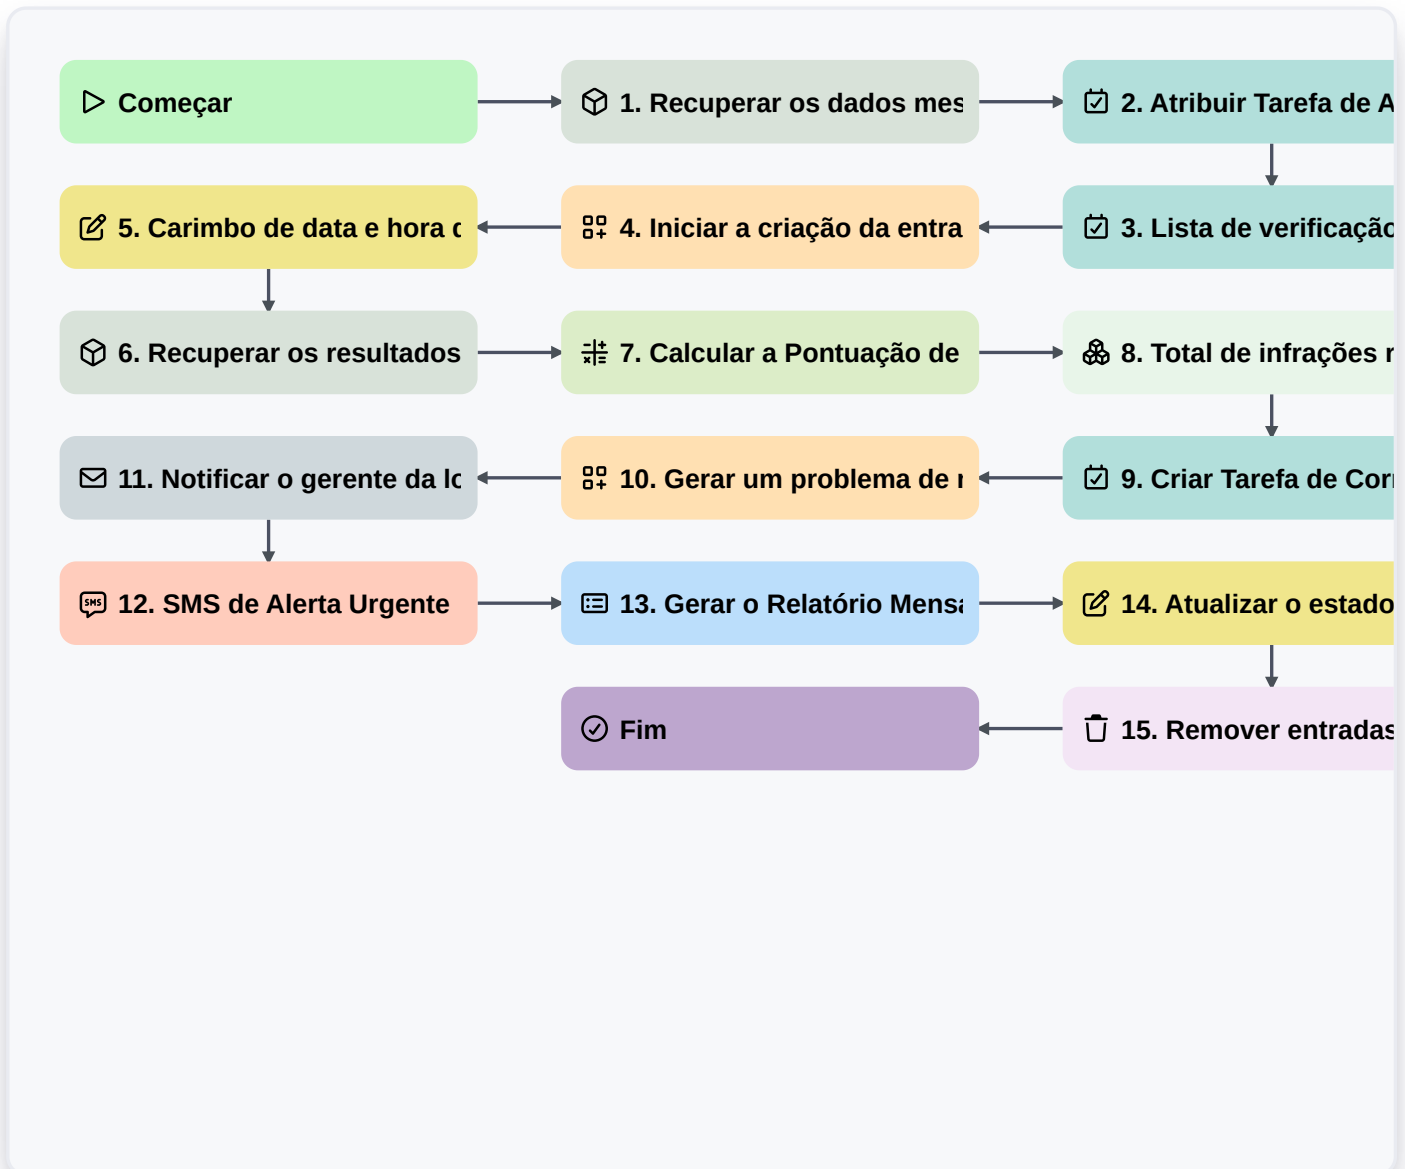 Começar
1. Recuperar os dados mes
2. Atribuir Tarefa de A
5. Carimbo de data e hora
4. Iniciar a criação da entra
3. Lista de verificação
6. Recuperar os resultados
7. Calcular a Pontuação de
8. Total de infrações r
11. Notificar o gerente da lo
10. Gerar um problema de
9. Criar Tarefa de Cor
SMS
12. SMS de Alerta Urgente
13. Gerar o Relatório Mensa
14. Atualizar o estado
Fim
15. Remover entradas